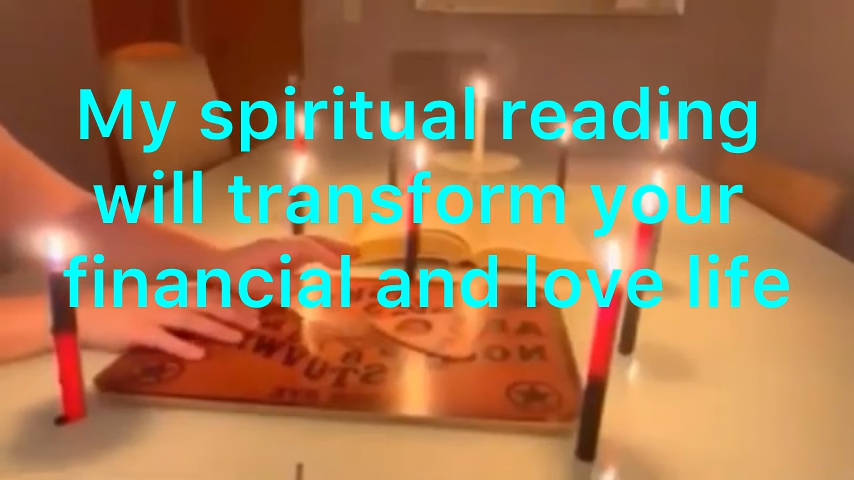 My spiritual reading
will transform your
financial and love life